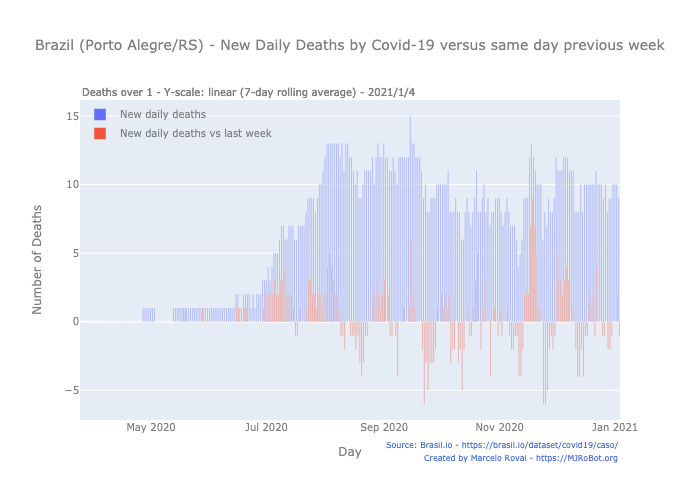 Brazil (Porto Alegre/RS) - New Daily Deaths by Covid-19 versus same day previous week
Deaths over 1 - Y-scale: linear (7-day rolling average) - 2021/1/4
New daily deaths
New daily deaths vs last week
15
10
5
0
−5
Number of Deaths
May 2020
Jul 2020
Sep 2020
Nov 2020
Jan 2021
Day
Source: Brasil.io - https://brasil.io/dataset/covid19/caso/
Created by Marcelo Rovai - https://MJRoBot.org